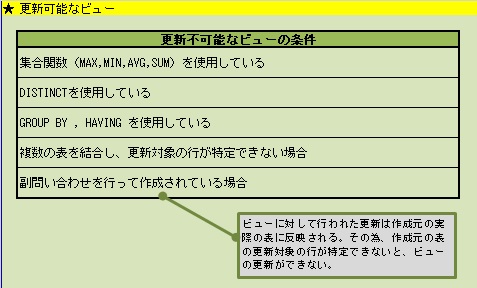 ★ 更新可能なビュー
更新不可能なビューの条件
集合関数（MAX,MIN,AVG,SUM）を使用している
DISTINCTを使用している
GROUP BY , HAVING を使用している
複数の表を結合し、更新対象の行が特定できない場合
副問い合わせを行って作成されている場合
ビューに対して行われた更新は作成元の実
際の表に反映される。その為、作成元の表
の更新対象の行が特定できないと、ビュー
の更新ができない。